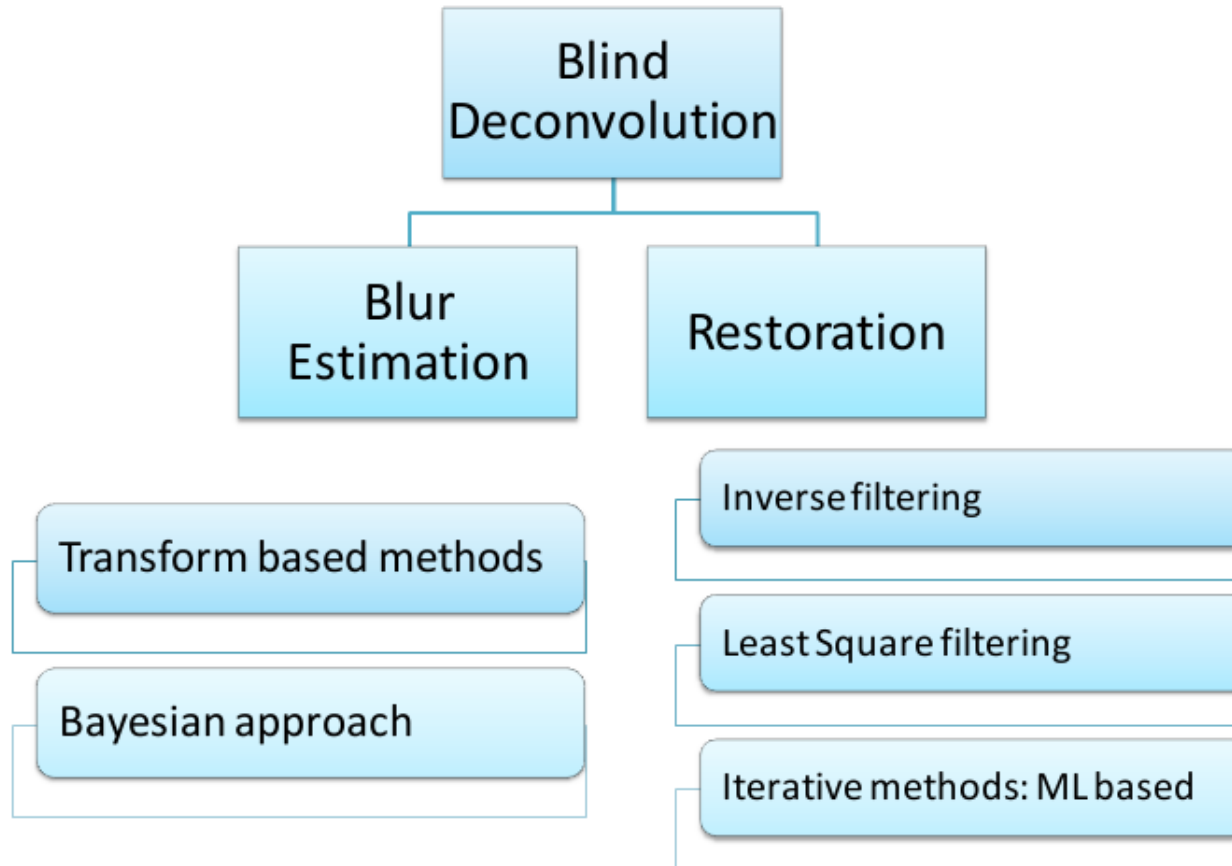 Blind
Deconvolution
Blur
Estimation
Restoration
Transform based methods
Bayesian approach
Inverse filtering
Least Square filtering
Iterative methods: ML based